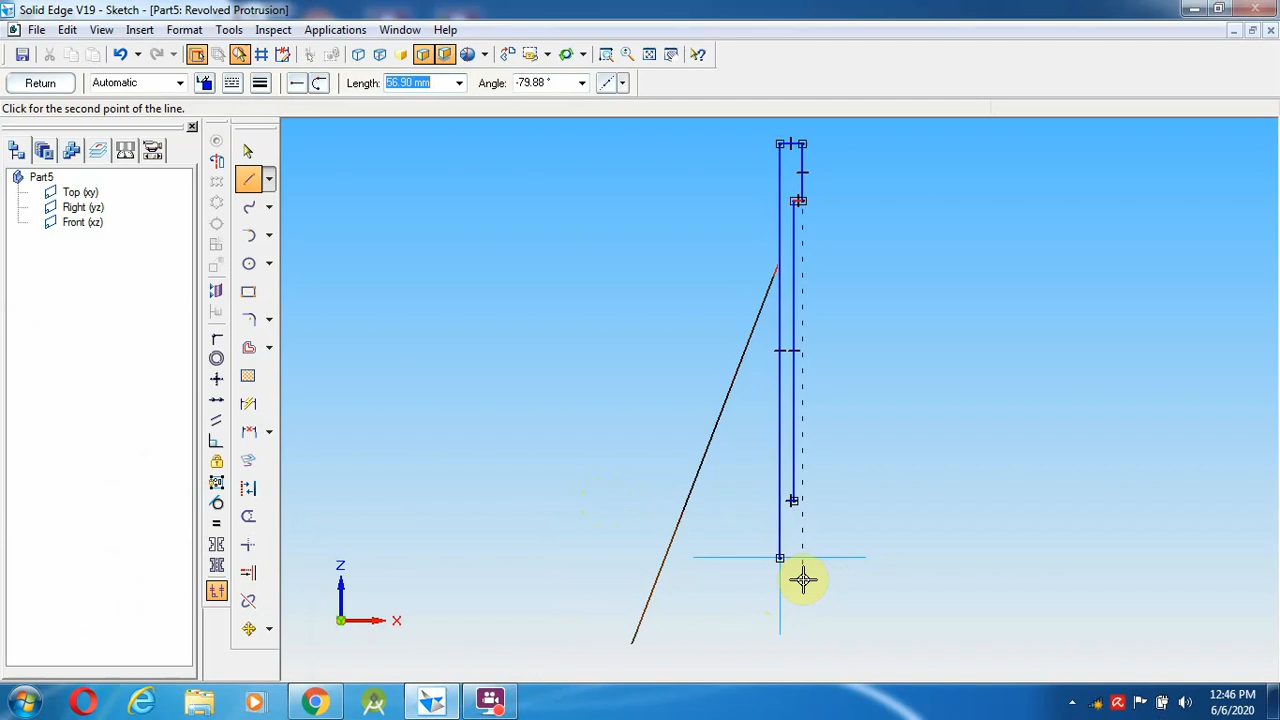 Solid Edge V19 - Sketch - [Part5: Revolved Protrusion]
File Edit View Insert Format Tools Inspect Applications Window Help
Return Automatic Length: 56.90 mm Angle: -79.88 °
Click for the second point of the line.
Part5
Top (xy)
Right (yz)
Front (xz)
Z
X
12:46 PM
6/6/2020